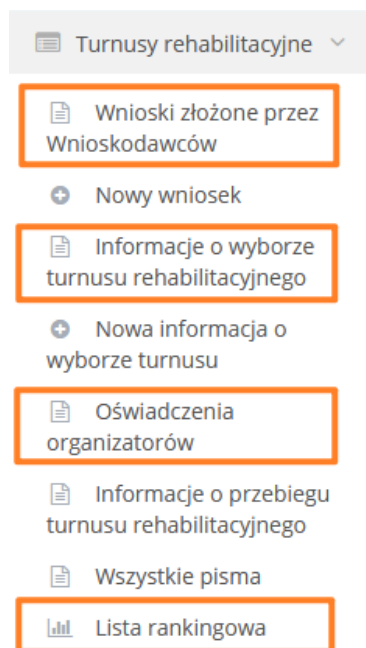 Turnusy rehabilitacyjne
Wnioski złożone przez
Wnioskodawców
Nowy wniosek
Informacje o wyborze
turnusu rehabilitacyjnego
Nowa informacja o
wyborze turnusu
Oświadczenia
organizatorów
Informacje o przebiegu
turnusu rehabilitacyjnego
Wszystkie pisma
Lista rankingowa